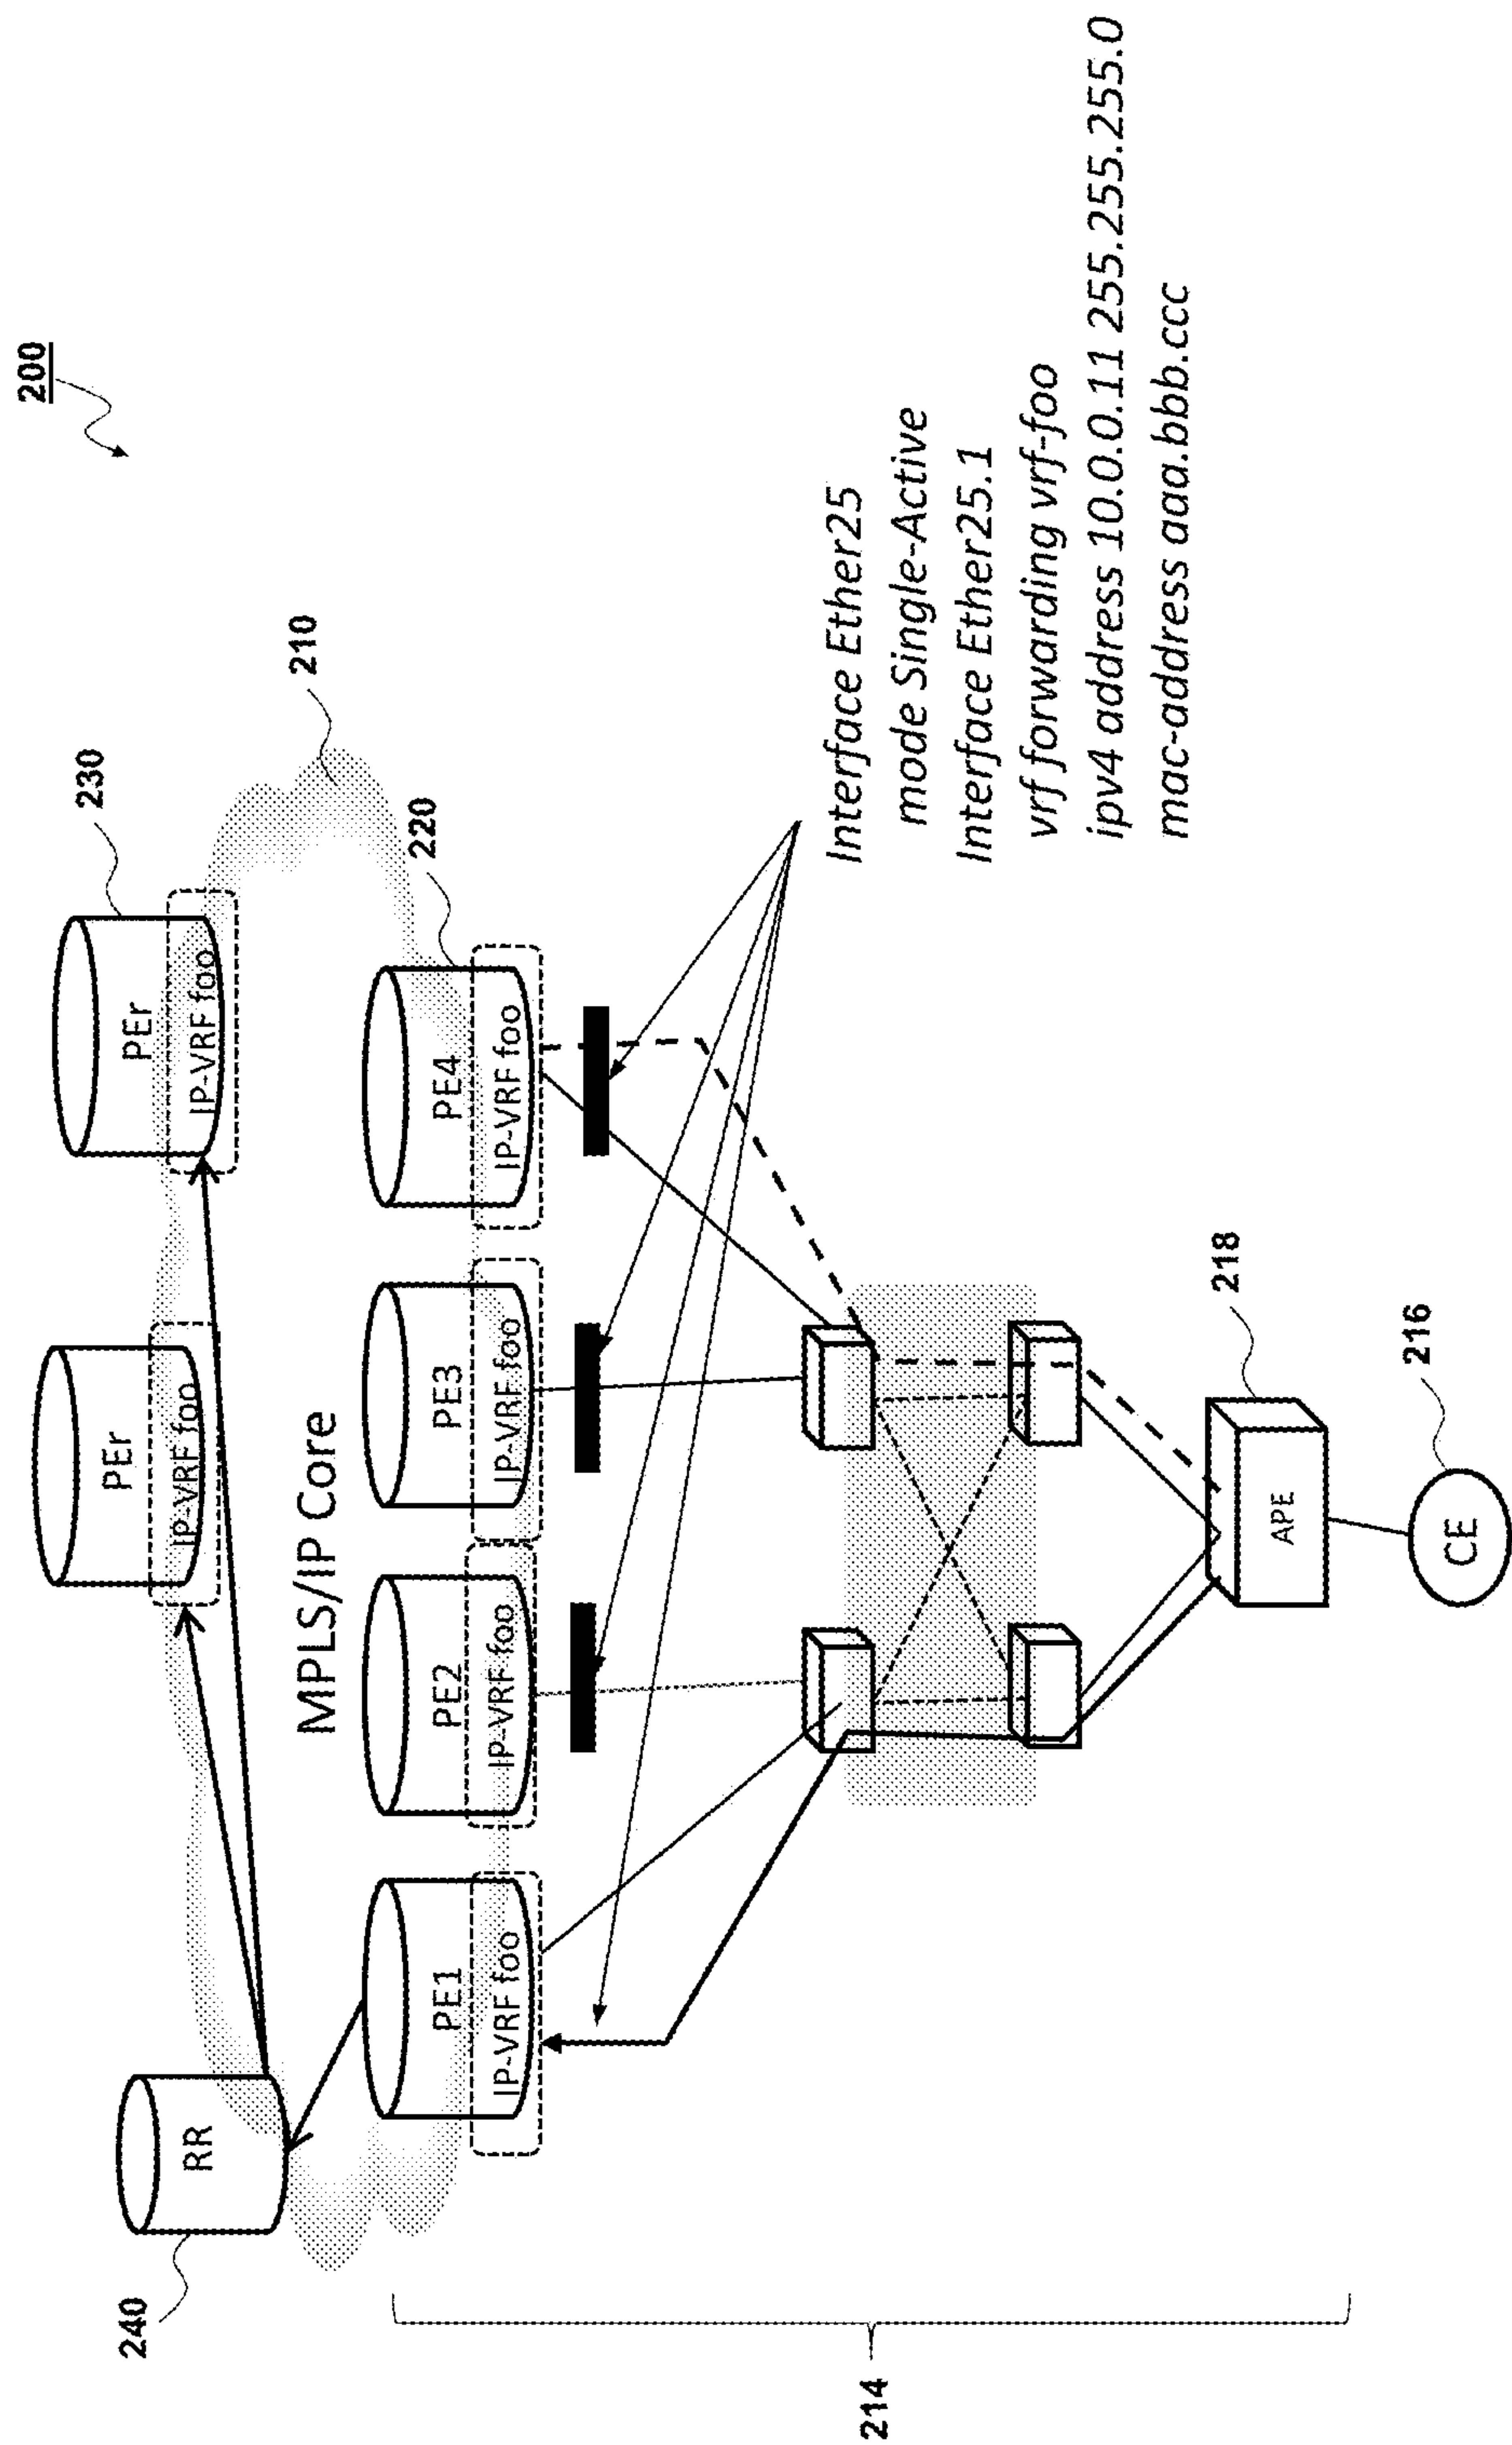 200
240
RR
PEr
IP-VRF foo
PEr
IP-VRF foo
230
210
MPLS/IP Core
PE1
IP-VRF foo
PE2
IP-VRF foo
PE3
IP-VRF foo
PE4
IP-VRF foo
220
214
Interface Ether25
mode Single-Active
Interface Ether25.1
vrf forwarding vrf-foo
ipv4 address 10.0.0.11 255.255.255.0
mac-address aaa.bbb.ccc
APE
218
CE
216